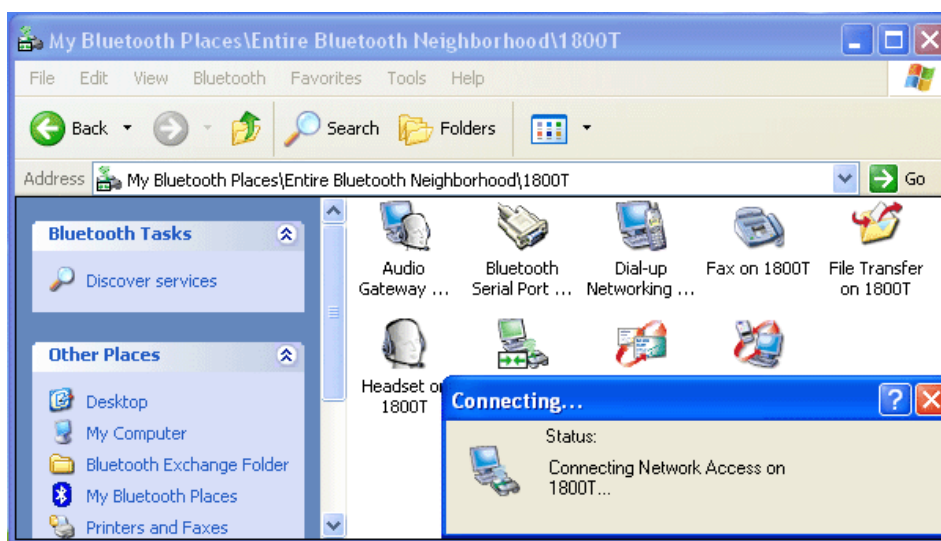 My Bluetooth Places\Entire Bluetooth Neighborhood\1800T
File Edit View Bluetooth Favorites Tools Help
Back Search Folders
Address My Bluetooth Places\Entire Bluetooth Neighborhood\1800T Go
Bluetooth Tasks
Discover services
Other Places
Desktop
My Computer
Bluetooth Exchange Folder
My Bluetooth Places
Printers and Faxes
Audio
Gateway ...
Bluetooth
Serial Port ...
Dial-up
Networking ...
Fax on 1800T
File Transfer
on 1800T
Headset o
1800T
Connecting...
Status:
Connecting Network Access on
1800T...